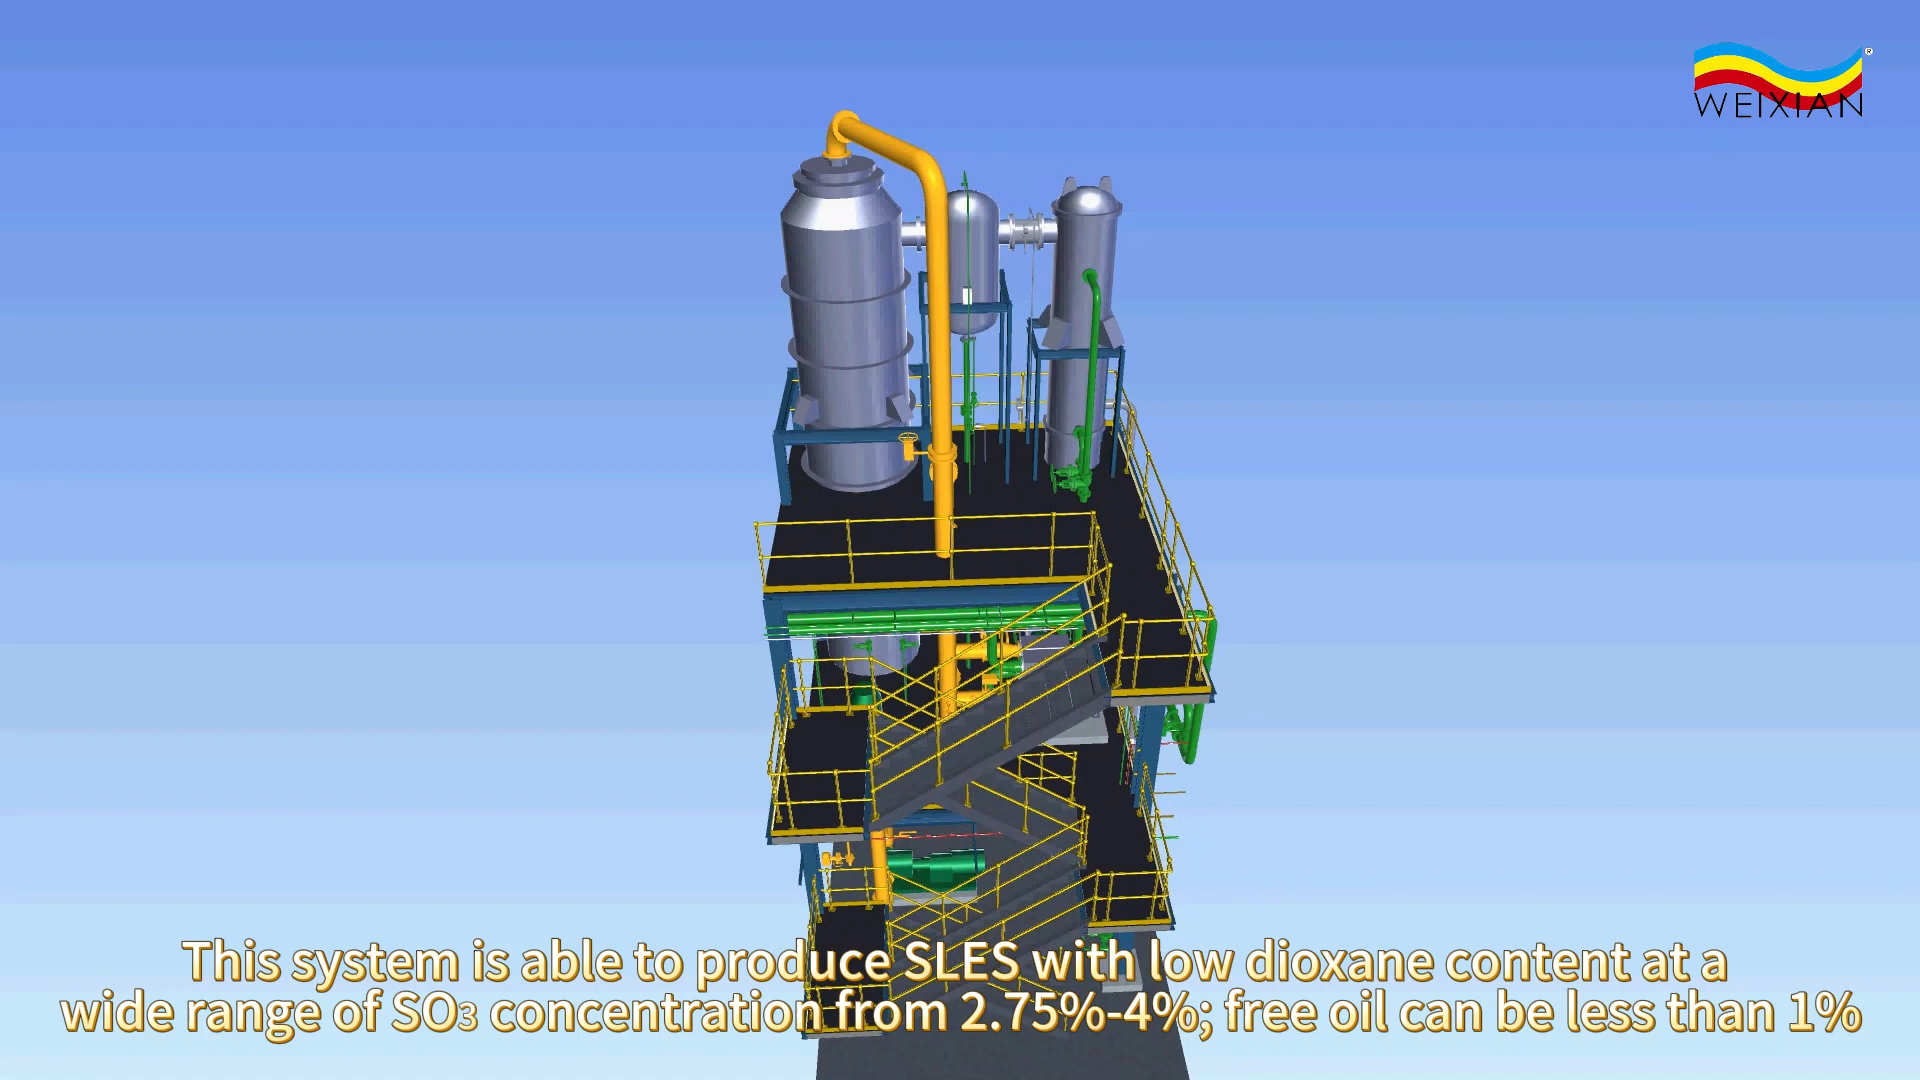 WEIXIAN
®
This system is able to produce SLES with low dioxane content at a
wide range of SO₃ concentration from 2.75%-4%; free oil can be less than 1%